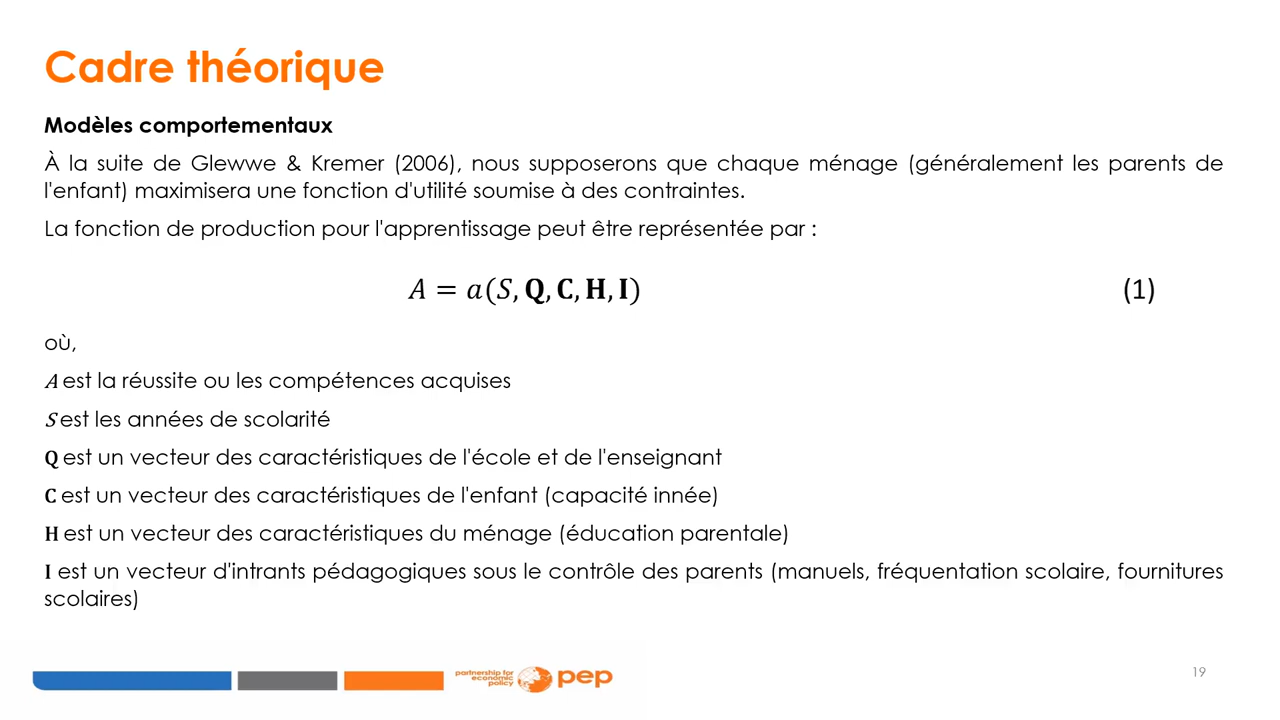 Cadre théorique
Modèles comportementaux
À la suite de Glewwe & Kremer (2006), nous supposerons que chaque ménage (généralement les parents de
l'enfant) maximisera une fonction d'utilité soumise à des contraintes.
La fonction de production pour l'apprentissage peut être représentée par :
A = a(S, Q, C, H, I) (1)
où,
A est la réussite ou les compétences acquises
S est les années de scolarité
Q est un vecteur des caractéristiques de l'école et de l'enseignant
C est un vecteur des caractéristiques de l'enfant (capacité innée)
H est un vecteur des caractéristiques du ménage (éducation parentale)
I est un vecteur d'intrants pédagogiques sous le contrôle des parents (manuels, fréquentation scolaire, fournitures
scolaires)
partnership for
economic
policy
pep
19